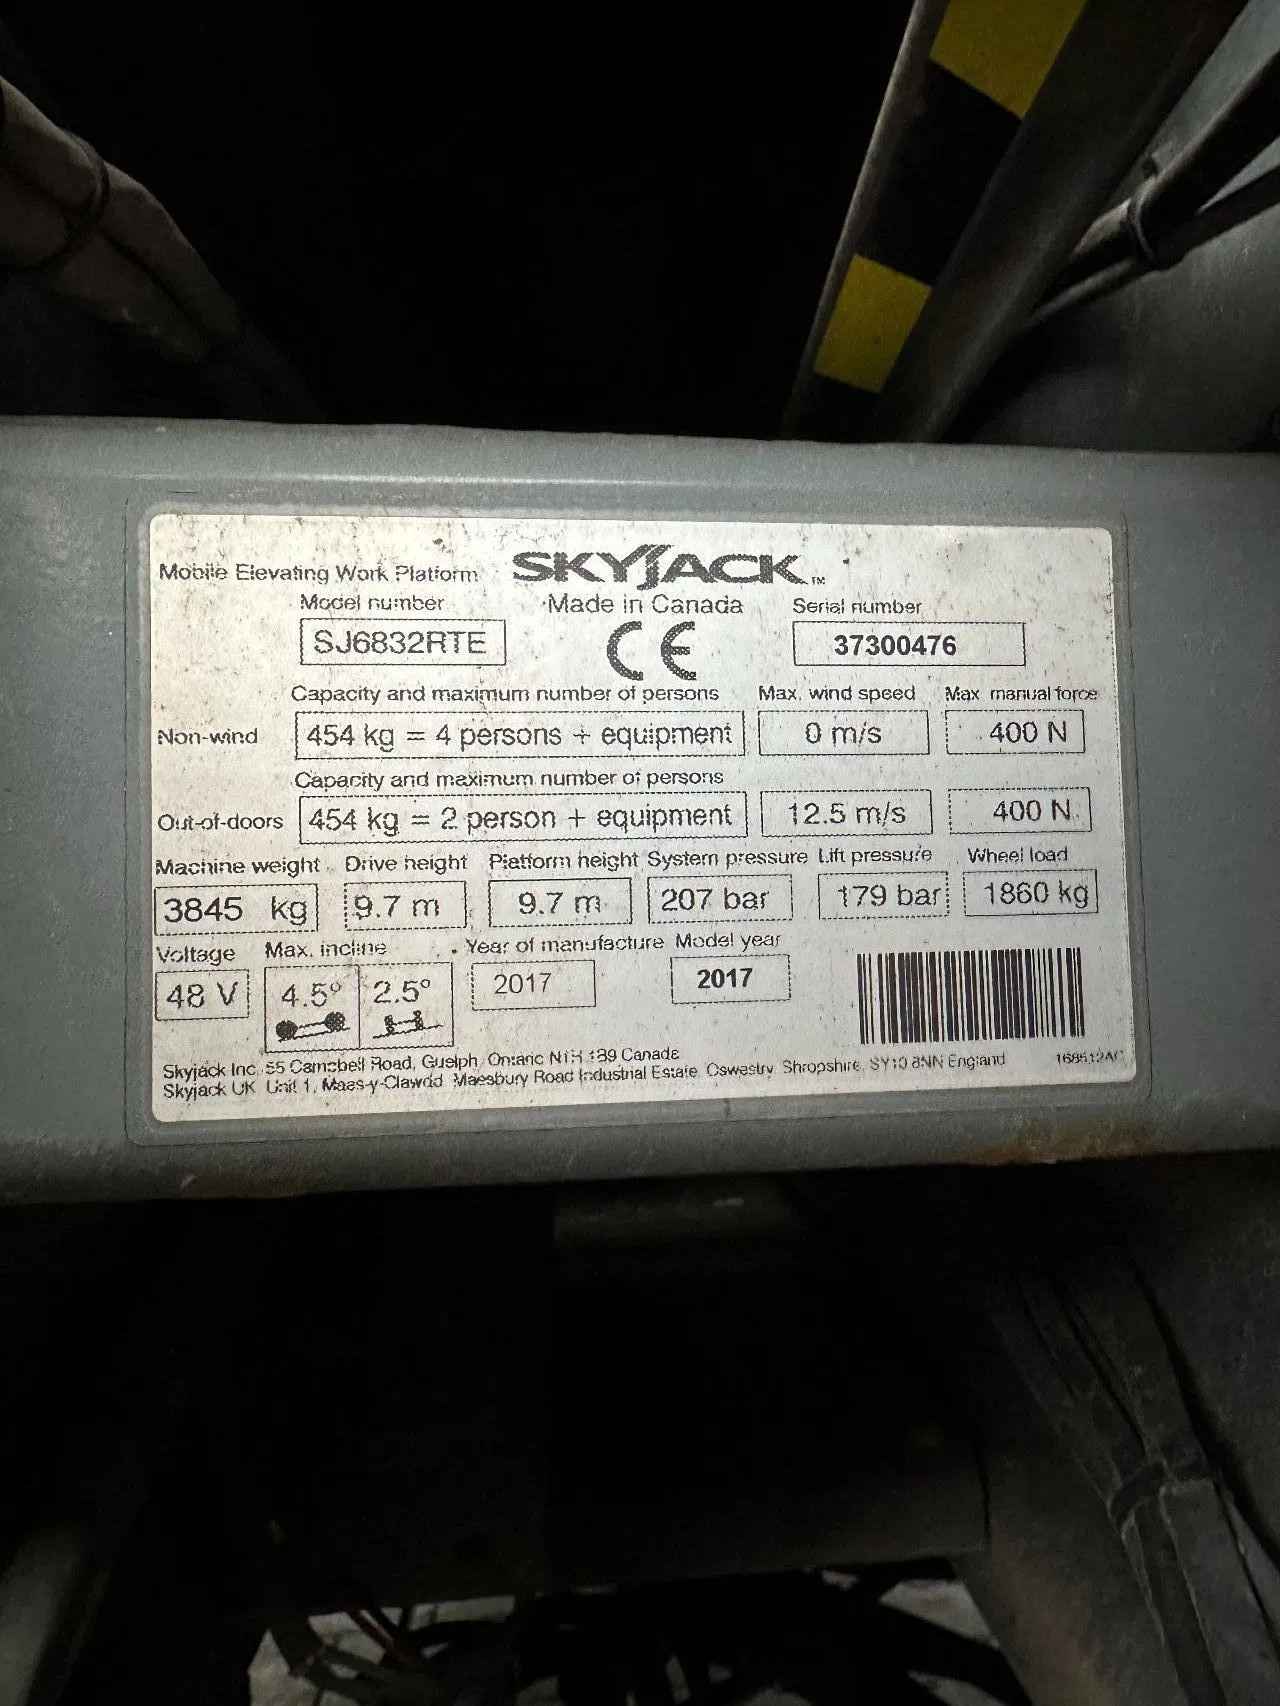 Mobile Elevating Work Platform SKYJACK™
Model number Made in Canada Serial number
SJ6832RTE CE 37300476
Capacity and maximum number of persons Max. wind speed Max manual force
Non-wind 454 kg = 4 persons + equipment 0 m/s 400 N
Capacity and maximum number of persons
Out-of-doors 454 kg = 2 person + equipment 12.5 m/s 400 N
Machine weight Drive height Platform height System pressure Lift pressure Wheel load
3845 kg 9.7 m 9.7 m 207 bar 179 bar 1860 kg
Voltage Max. incline Year of manufacture Model year
48 V 4.5° 2.5° 2017 2017
Skyjack Inc. 55 Campbell Road, Guelph, Ontario N1H Canada
Skyjack UK Unit 1, Maes-y-Clawdd Maesbury Road Industrial Estate Oswestry Shropshire, SY10 8NN England